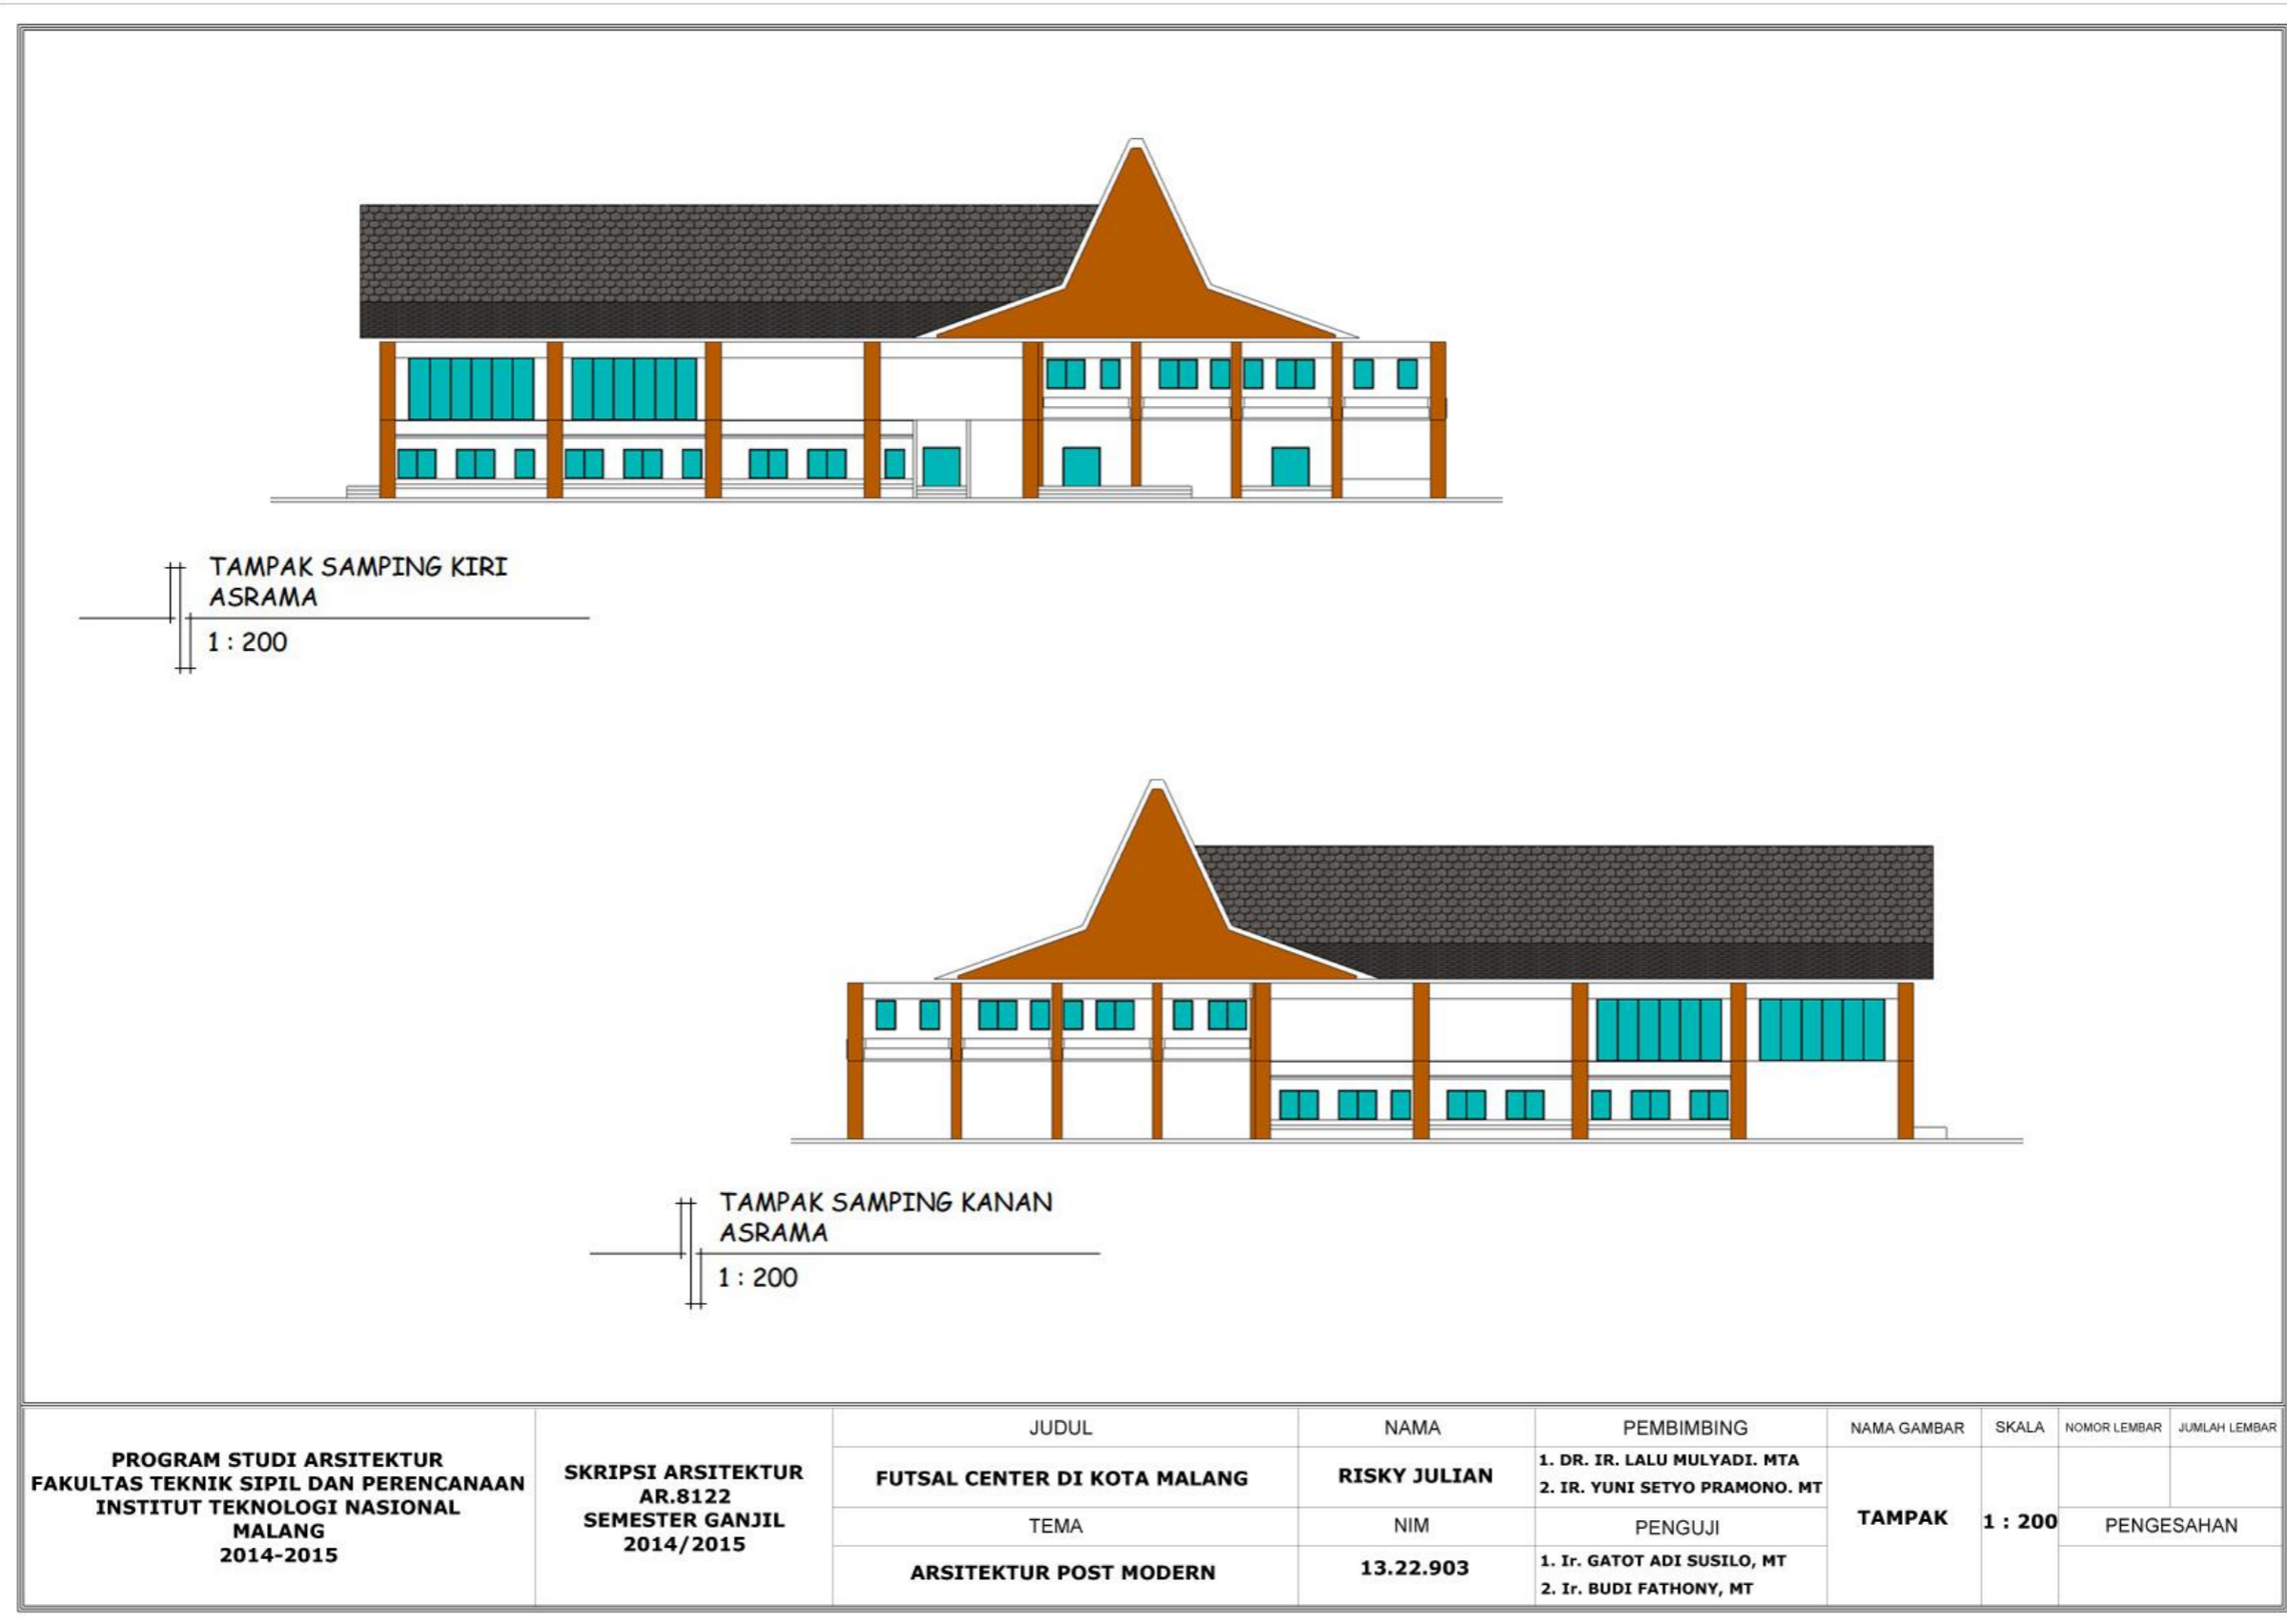 TAMPAK SAMPING KIRI
ASRAMA
1 : 200
TAMPAK SAMPING KANAN
ASRAMA
1 : 200
PROGRAM STUDI ARSITEKTUR
FAKULTAS TEKNIK SIPIL DAN PERENCANAAN
INSTITUT TEKNOLOGI NASIONAL
MALANG
2014-2015
SKRIPSI ARSITEKTUR
AR.8122
SEMESTER GANJIL
2014/2015
JUDUL
FUTSAL CENTER DI KOTA MALANG
TEMA
ARSITEKTUR POST MODERN
NAMA
RISKY JULIAN
NIM
13.22.903
PEMBIMBING
1. DR. IR. LALU MULYADI. MTA
2. IR. YUNI SETYO PRAMONO. MT
PENGUJI
1. Ir. GATOT ADI SUSILO, MT
2. Ir. BUDI FATHONY, MT
NAMA GAMBAR
TAMPAK
SKALA
1 : 200
NOMOR LEMBAR
JUMLAH LEMBAR
PENGESAHAN